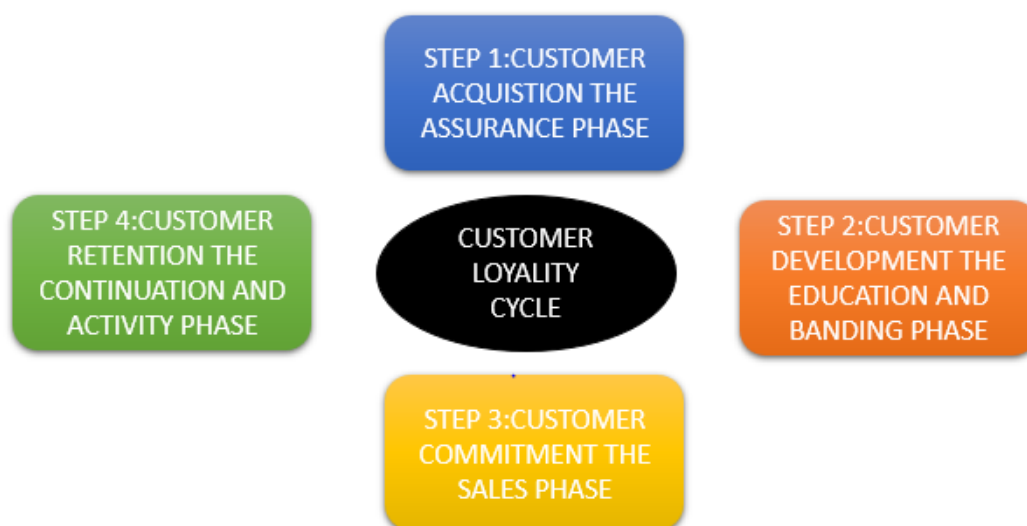 STEP 1:CUSTOMER
ACQUISTION THE
ASSURANCE PHASE
STEP 4:CUSTOMER
RETENTION THE
CONTINUATION AND
ACTIVITY PHASE
CUSTOMER
LOYALITY
CYCLE
STEP 2:CUSTOMER
DEVELOPMENT THE
EDUCATION AND
BANDING PHASE
STEP 3:CUSTOMER
COMMITMENT THE
SALES PHASE